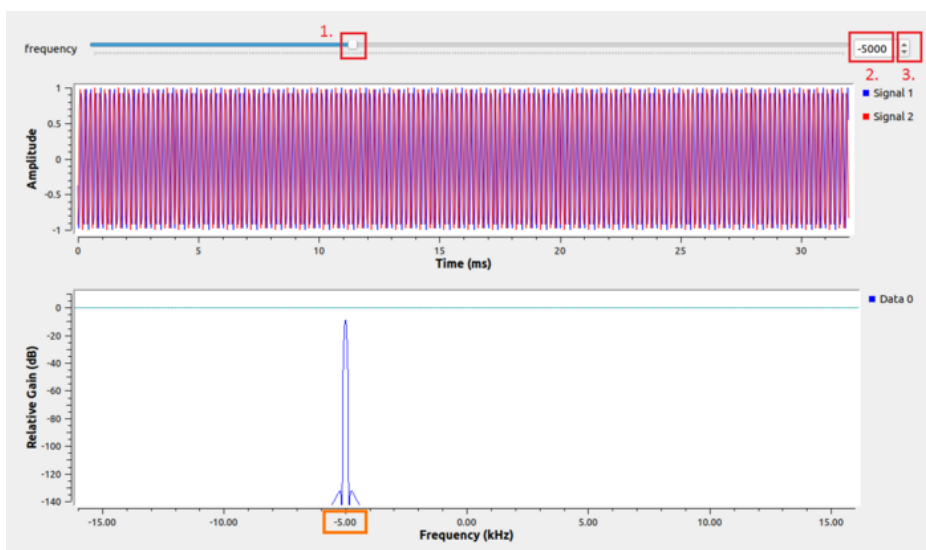 1.
frequency
-5000
2. 3.
Signal 1
Signal 2
Amplitude
1
0.5
0
-0.5
-1
0 5 10 15 20 25 30
Time (ms)
Data 0
Relative Gain (dB)
0
-20
-40
-60
-80
-100
-120
-140
-15.00 -10.00 -5.00 0.00 5.00 10.00 15.00
Frequency (kHz)